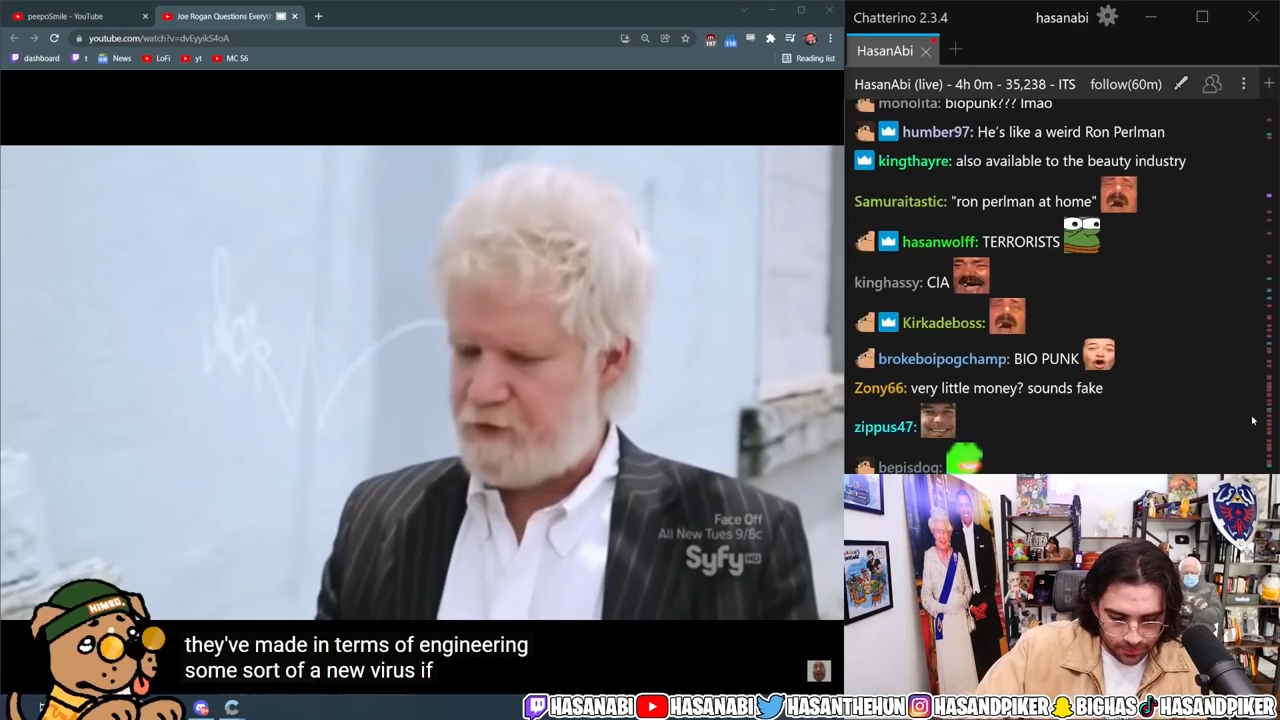 peepoSmile - YouTube
Joe Rogan Questions Everyt
youtube.com/watch?v=dvEyyikS4oA
197
118
dashboard
t
News
LoFi
yt
MC S6
Reading list
Chatterino 2.3.4
hasanabi
HasanAbi
HasanAbi (live) - 4h 0m - 35,238 - ITS
follow(60m)
monolita: biopunk??? lmao
humber97: He's like a weird Ron Perlman
kingthayre: also available to the beauty industry
Samuraitastic: "ron perlman at home"
hasanwolff: TERRORISTS
kinghassy: CIA
Kirkadeboss:
brokeboipogchamp: BIO PUNK
Zony66: very little money? sounds fake
zippus47:
bepisdog:
Face Off
All New Tues 9/8c
Syfy HD
HIMBO.
they've made in terms of engineering
some sort of a new virus if
HASANABI
HASANABI
HASANTHEHUN
HASANDPIKER
BIGHAS
HASANDPIKER